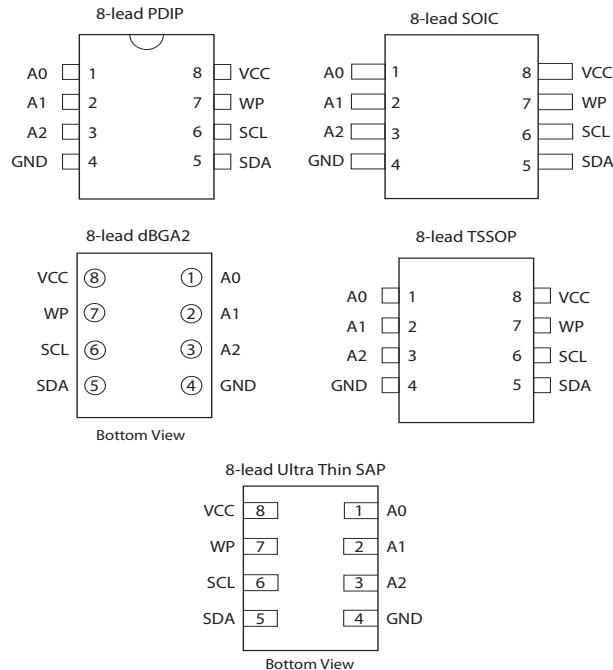 8-lead PDIP
A0 1 8 VCC
A1 2 7 WP
A2 3 6 SCL
GND 4 5 SDA
8-lead SOIC
A0 1 8 VCC
A1 2 7 WP
A2 3 6 SCL
GND 4 5 SDA
8-lead dBGA2
VCC 8 1 A0
WP 7 2 A1
SCL 6 3 A2
SDA 5 4 GND
Bottom View
8-lead TSSOP
A0 1 8 VCC
A1 2 7 WP
A2 3 6 SCL
GND 4 5 SDA
8-lead Ultra Thin SAP
VCC 8 1 A0
WP 7 2 A1
SCL 6 3 A2
SDA 5 4 GND
Bottom View